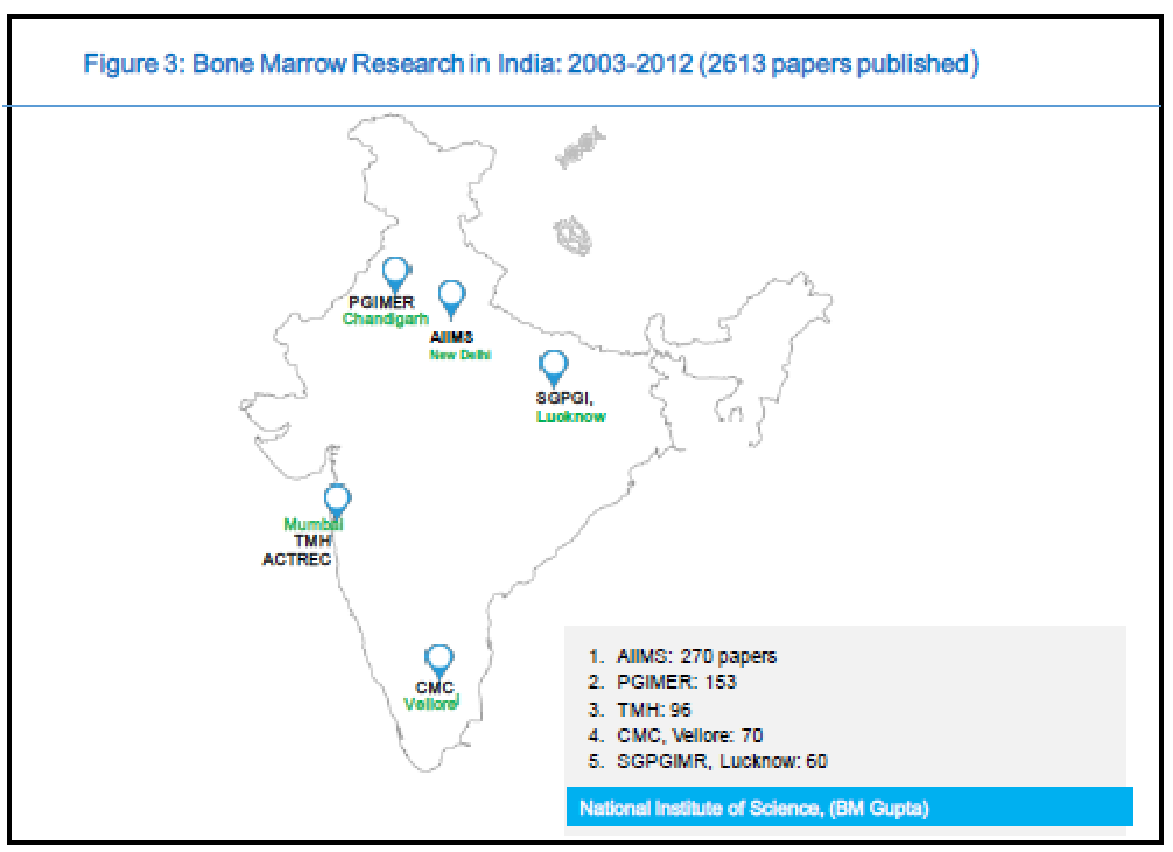 Figure 3: Bone Marrow Research in India: 2003-2012 (2613 papers published)
PGIMER
Chandigarh
AIIMS
New Delhi
SGPGI,
Lucknow
Mumbai
TMH
ACTREC
CMC,
Vellore
1. AIIMS: 270 papers
2. PGIMER: 153
3. TMH: 96
4. CMC, Vellore: 70
5. SGPGIMR, Lucknow: 60
National Institute of Science, (BM Gupta)